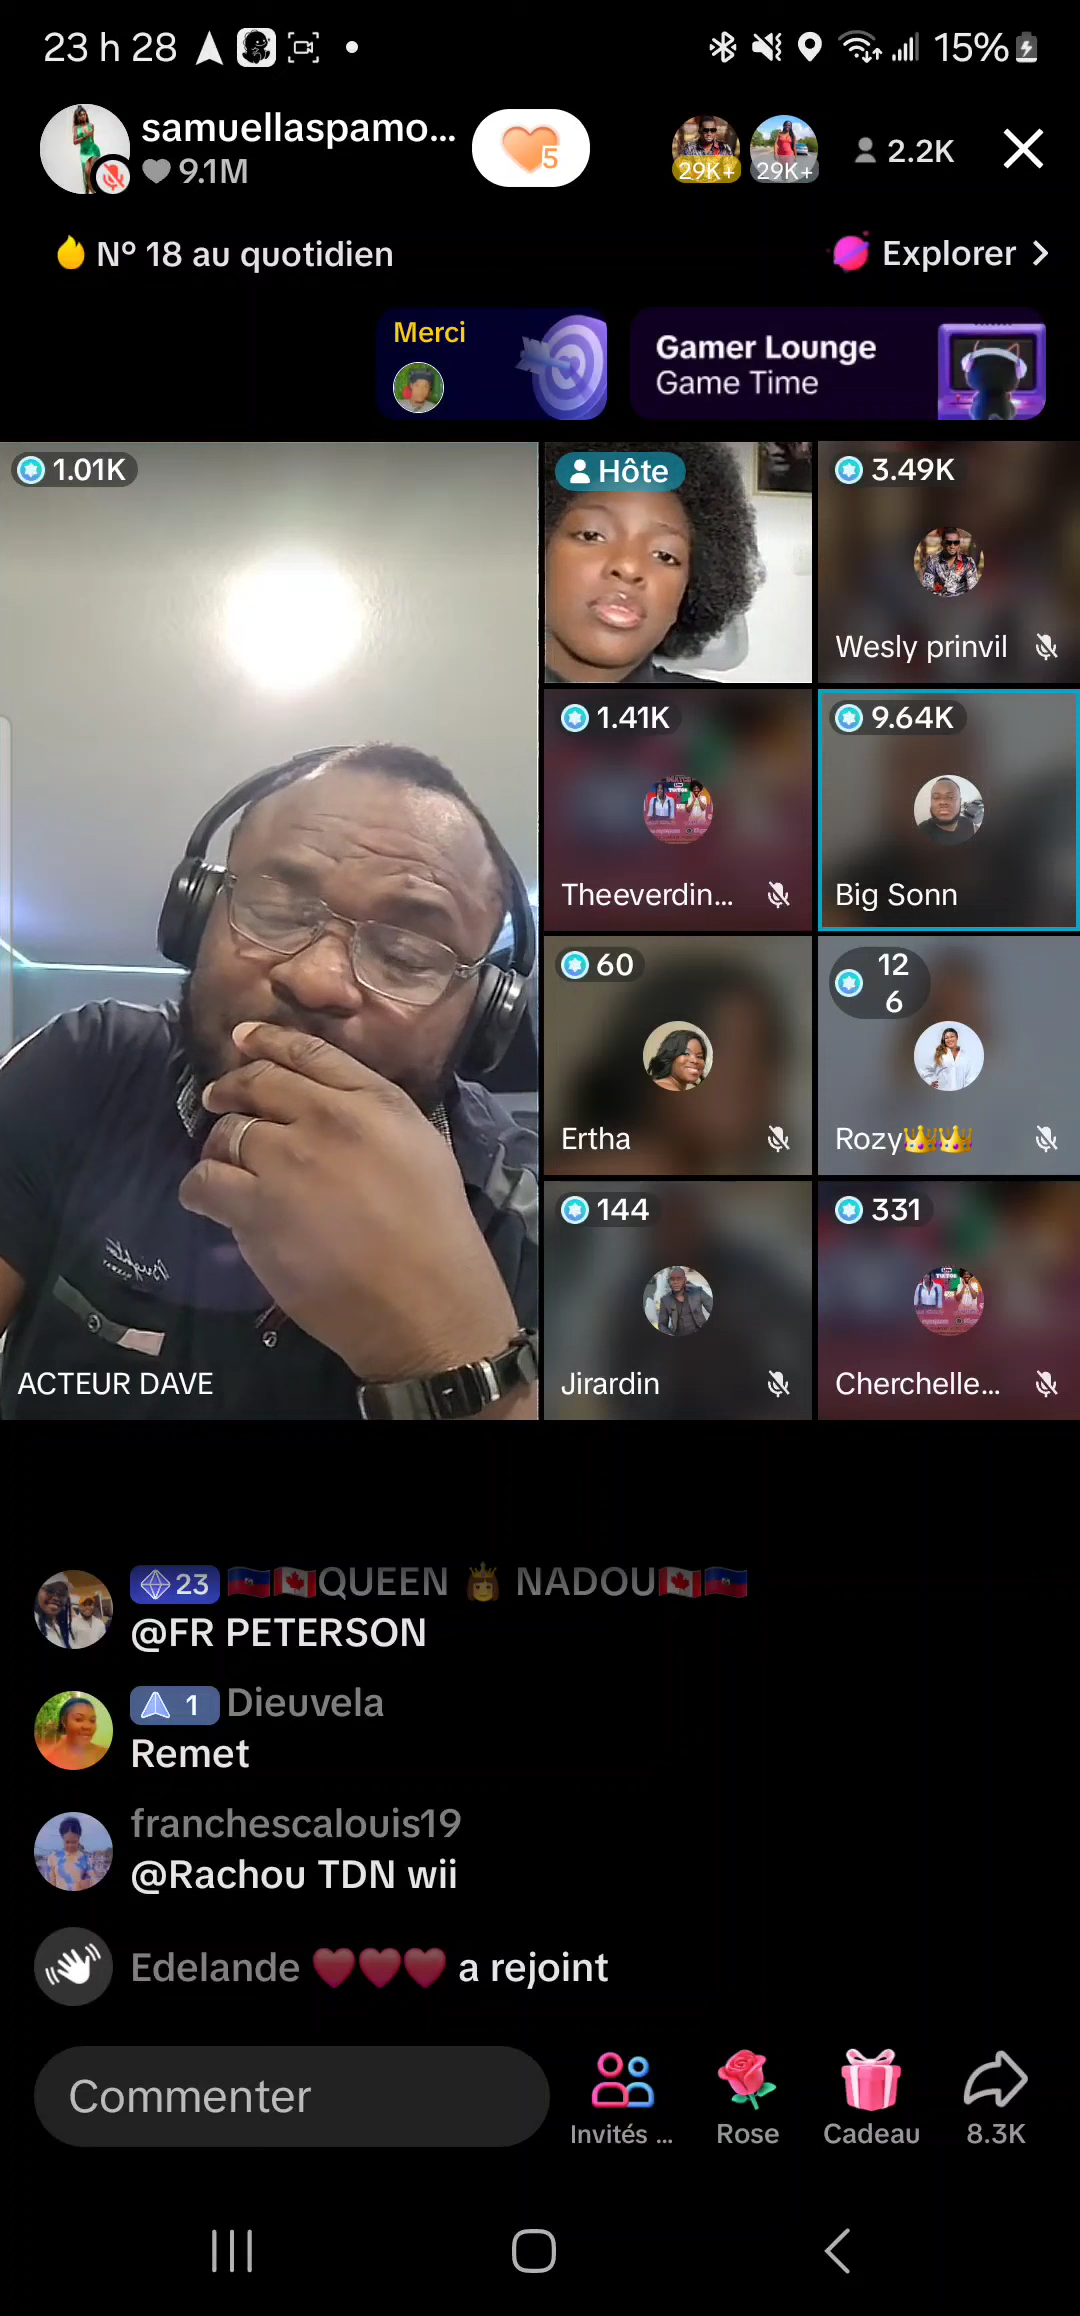 23 h 28
15%
samuellaspamo...
9.1M
5
29K+
29K+
2.2K
N° 18 au quotidien
Explorer >
Merci
Gamer Lounge
Game Time
1.01K
Hôte
3.49K
Wesly prinvil
1.41K
9.64K
Theeverdin...
Big Sonn
60
12
6
Ertha
Rozy👑👑
144
331
ACTEUR DAVE
Jirardin
Cherchelle...
23 🇭🇹🇨🇦QUEEN 👸 NADOU🇨🇦🇭🇹
@FR PETERSON
1 Dieuvela
Remet
franchescalouis19
@Rachou TDN wii
Edelande ❤️❤️❤️ a rejoint
Commenter
Invités ...
Rose
Cadeau
8.3K